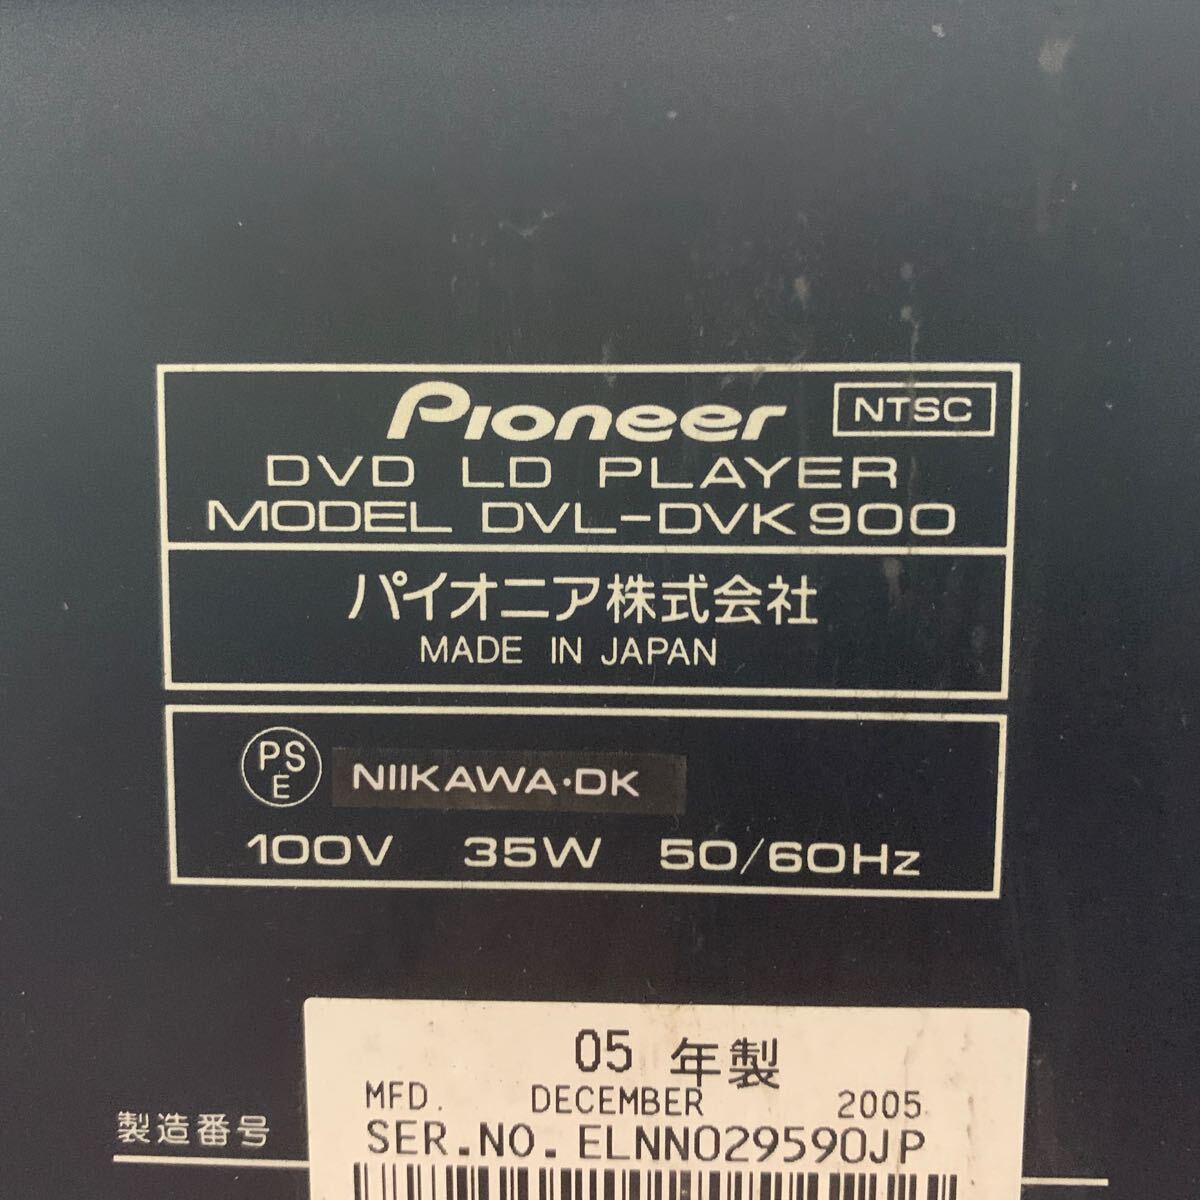 Pioneer NTSC
DVD LD PLAYER
MODEL DVL-DVK900
パイオニア株式会社
MADE IN JAPAN
PS E NIIKAWA・DK
100V 35W 50/60Hz
05 年製
MFD. DECEMBER 2005
製造番号 SER.NO. ELNN029590JP